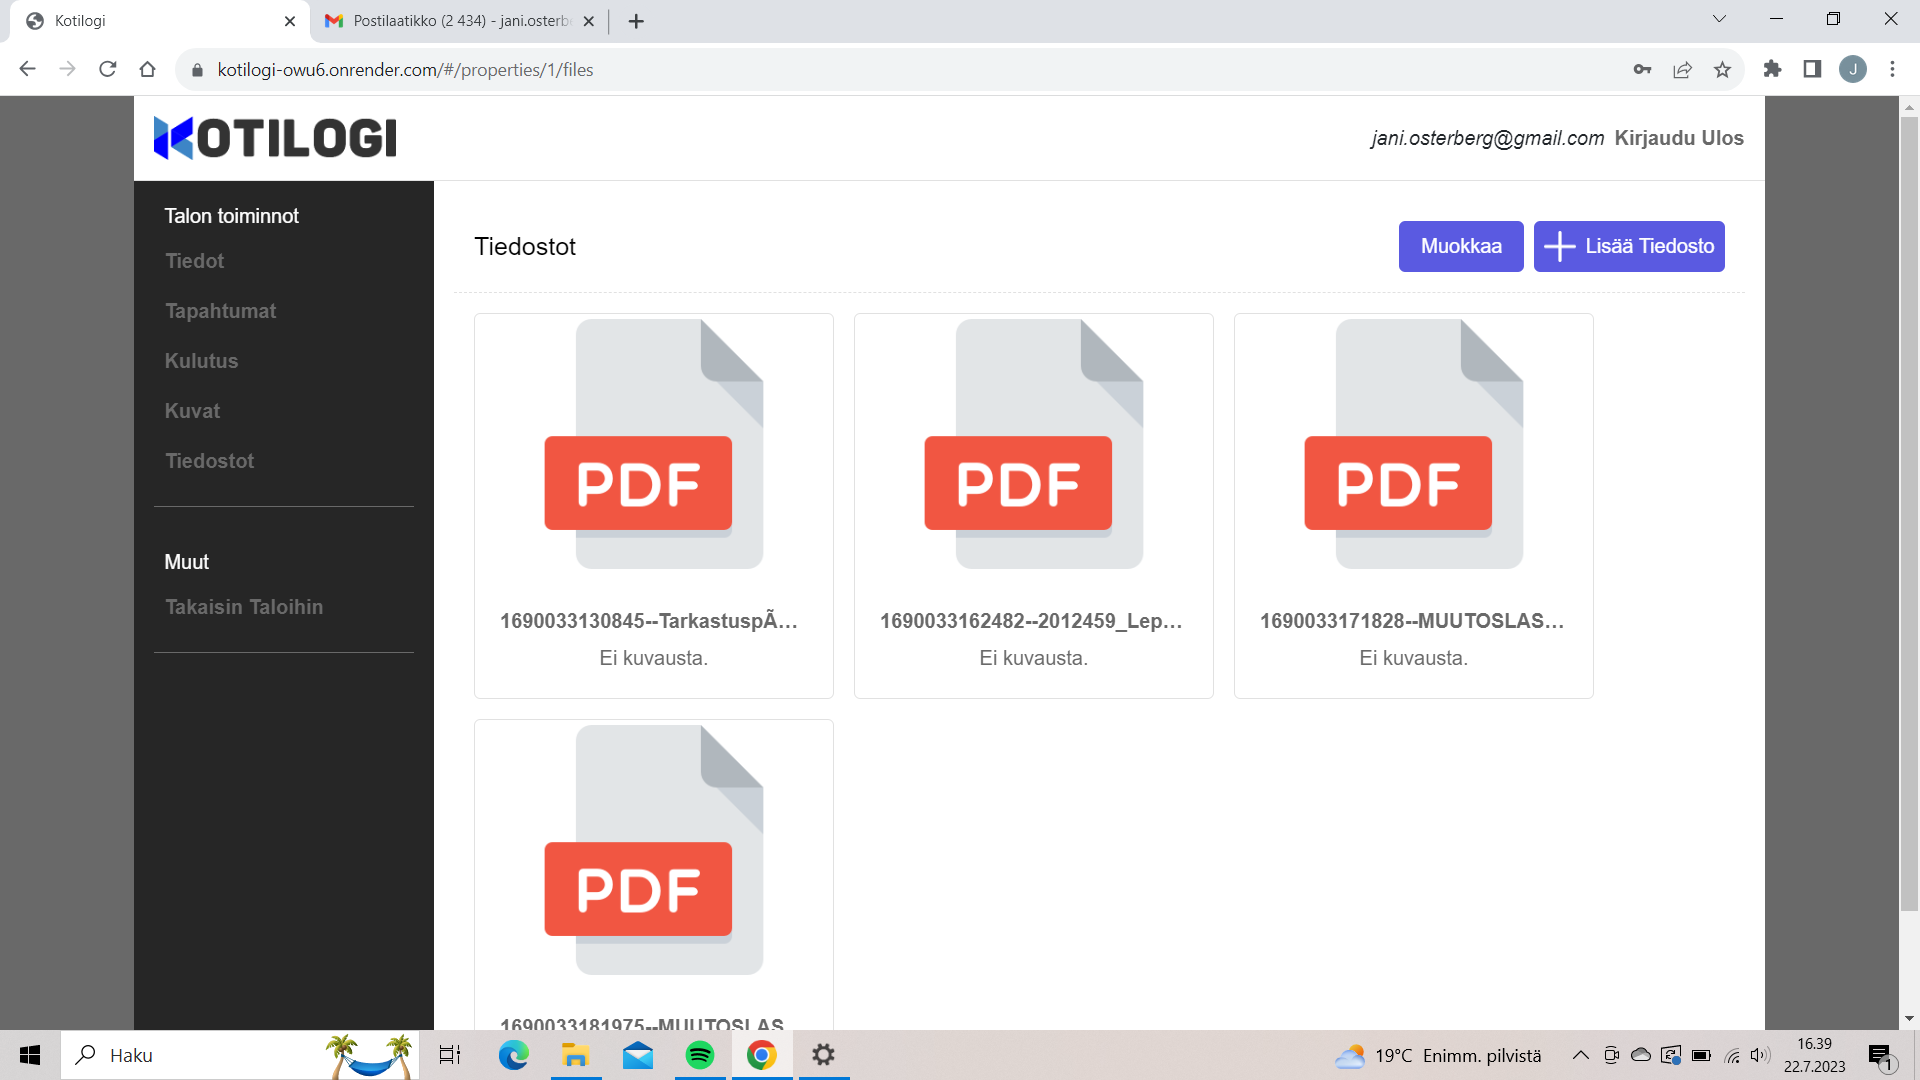 Kotilogi
Postilaatikko (2 434) - jani.osterb
kotilogi-owu6.onrender.com/#/properties/1/files
J
KOTILOGI
jani.osterberg@gmail.com Kirjaudu Ulos
Talon toiminnot
Tiedot
Tapahtumat
Kulutus
Kuvat
Tiedostot
Muut
Takaisin Taloihin
Tiedostot
Muokkaa
Lisää Tiedosto
PDF
PDF
PDF
1690033130845--TarkastuspÃ...
1690033162482--2012459_Lep...
1690033171828--MUUTOSLAS...
Ei kuvausta.
Ei kuvausta.
Ei kuvausta.
PDF
1690033181975--MUUTOSLAS
Haku
19°C Enimm. pilvistä
16.39
22.7.2023
1